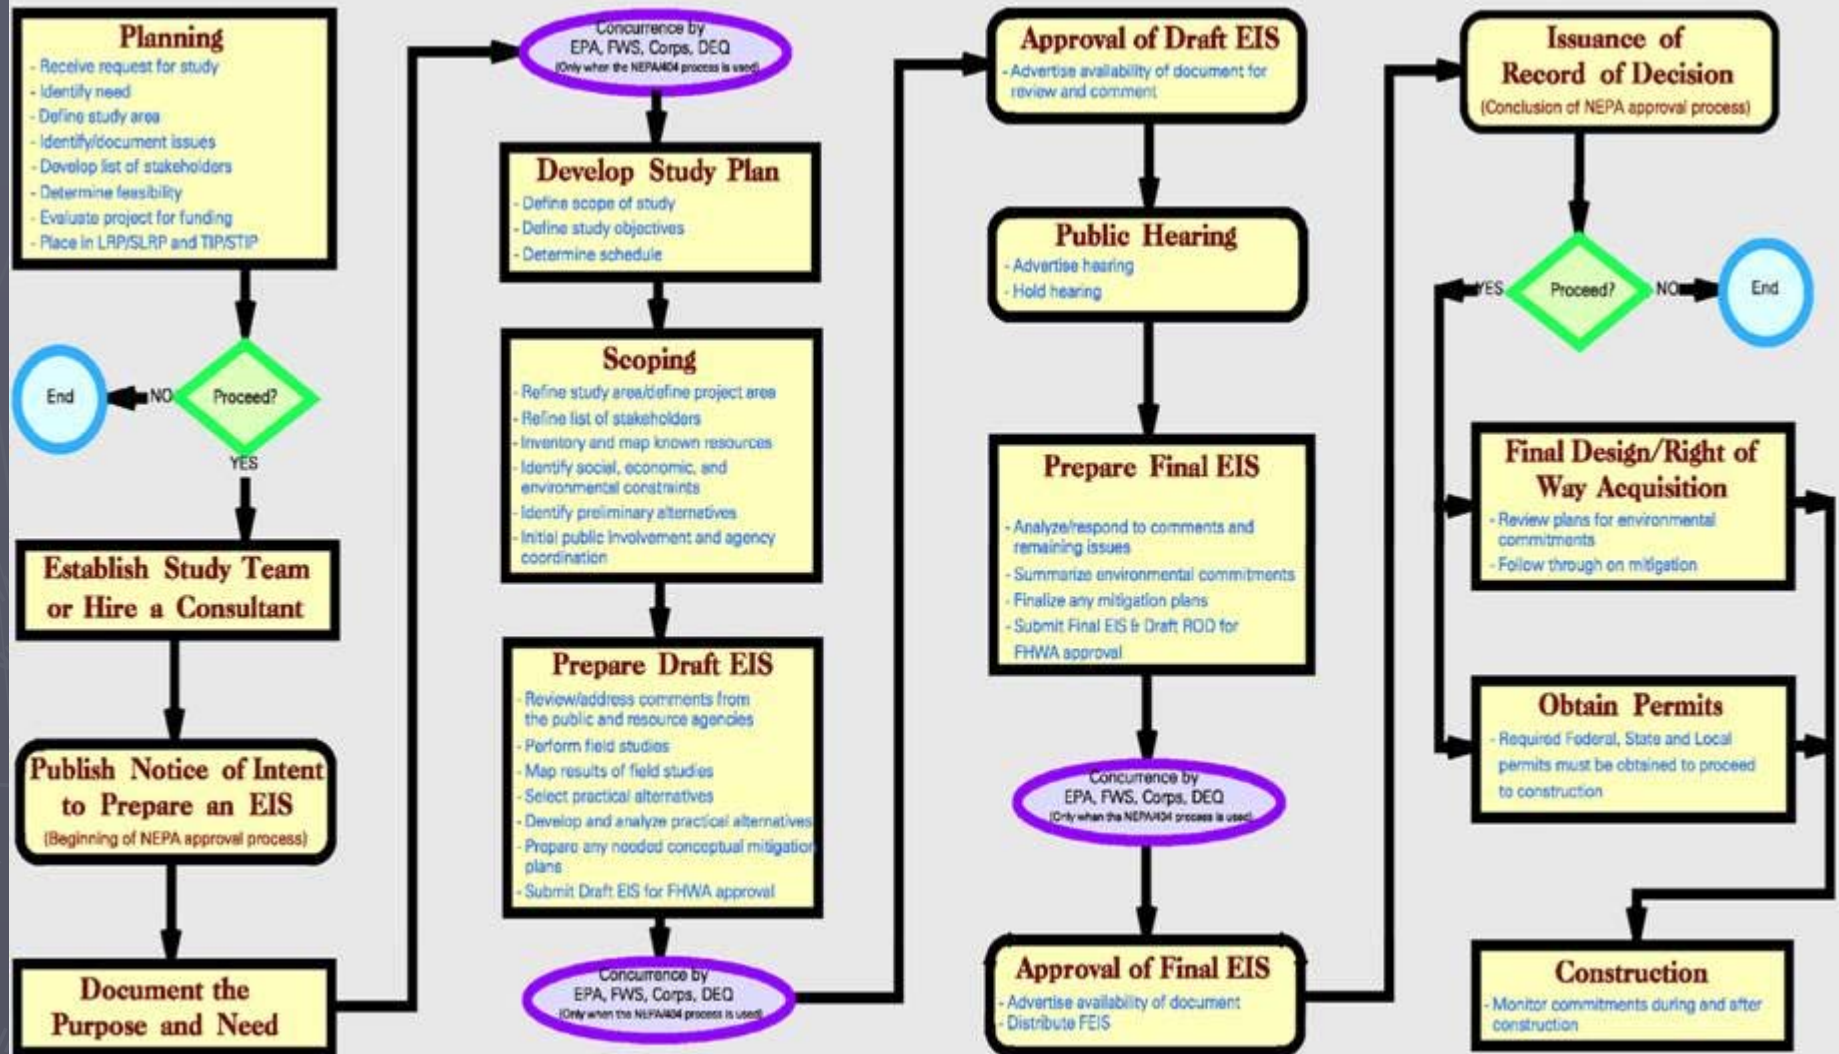 Planning
- Receive request for study
- Identify need
- Define study area
- Identify/document issues
- Develop list of stakeholders
- Determine feasibility
- Evaluate project for funding
- Place in LRP/SLRP and TIP/STIP
Proceed?
NO
End
YES
Establish Study Team
or Hire a Consultant
Publish Notice of Intent
to Prepare an EIS
(Beginning of NEPA approval process)
Document the
Purpose and Need
Concurrence by
EPA, FWS, Corps, DEQ
(Only when the NEPA/404 process is used)
Develop Study Plan
- Define scope of study
- Define study objectives
- Determine schedule
Scoping
- Refine study area/define project area
- Refine list of stakeholders
- Inventory and map known resources
- Identify social, economic, and
environmental constraints
- Identify preliminary alternatives
- Initial public involvement and agency
coordination
Prepare Draft EIS
- Review/address comments from
the public and resource agencies
- Perform field studies
- Map results of field studies
- Select practical alternatives
- Develop and analyze practical alternatives
- Prepare any needed conceptual mitigation
plans
- Submit Draft EIS for FHWA approval
Concurrence by
EPA, FWS, Corps, DEQ
(Only when the NEPA/404 process is used)
Approval of Draft EIS
- Advertise availability of document for
review and comment
Public Hearing
- Advertise hearing
- Hold hearing
Prepare Final EIS
- Analyze/respond to comments and
remaining issues
- Summarize environmental commitments
- Finalize any mitigation plans
- Submit Final EIS & Draft ROD for
FHWA approval
Concurrence by
EPA, FWS, Corps, DEQ
(Only when the NEPA/404 process is used)
Approval of Final EIS
- Advertise availability of document
- Distribute FEIS
Issuance of
Record of Decision
(Conclusion of NEPA approval process)
YES
Proceed?
NO
End
Final Design/Right of
Way Acquisition
- Review plans for environmental
commitments
- Follow through on mitigation
Obtain Permits
- Required Federal, State and Local
permits must be obtained to proceed
to construction
Construction
- Monitor commitments during and after
construction